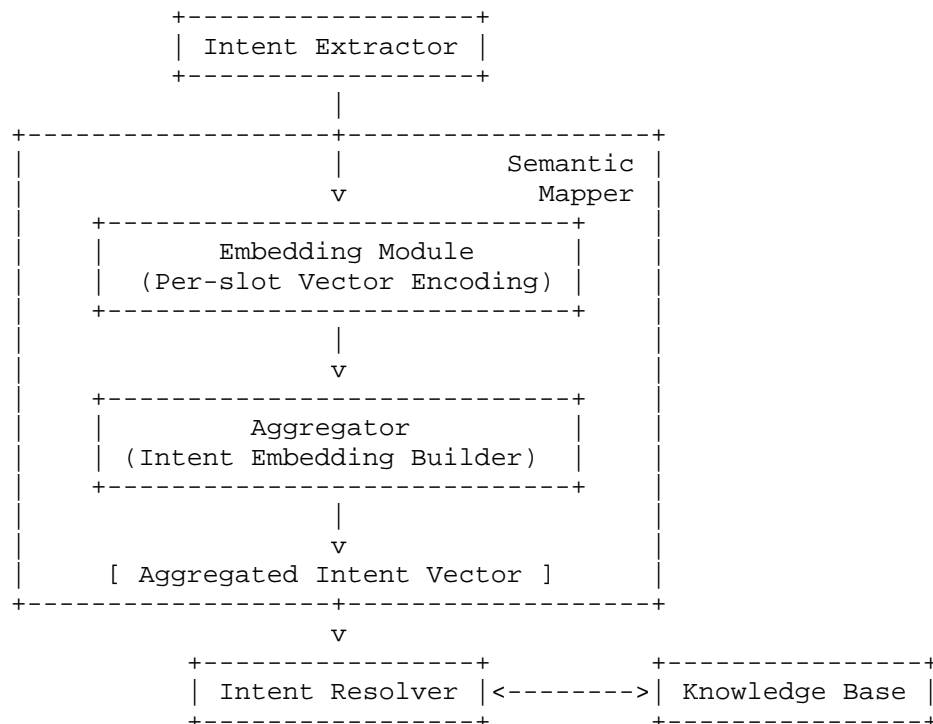 Intent Extractor
Semantic
Mapper
Embedding Module
(Per-slot Vector Encoding)
Aggregator
(Intent Embedding Builder)
[ Aggregated Intent Vector ]
Intent Resolver
Knowledge Base